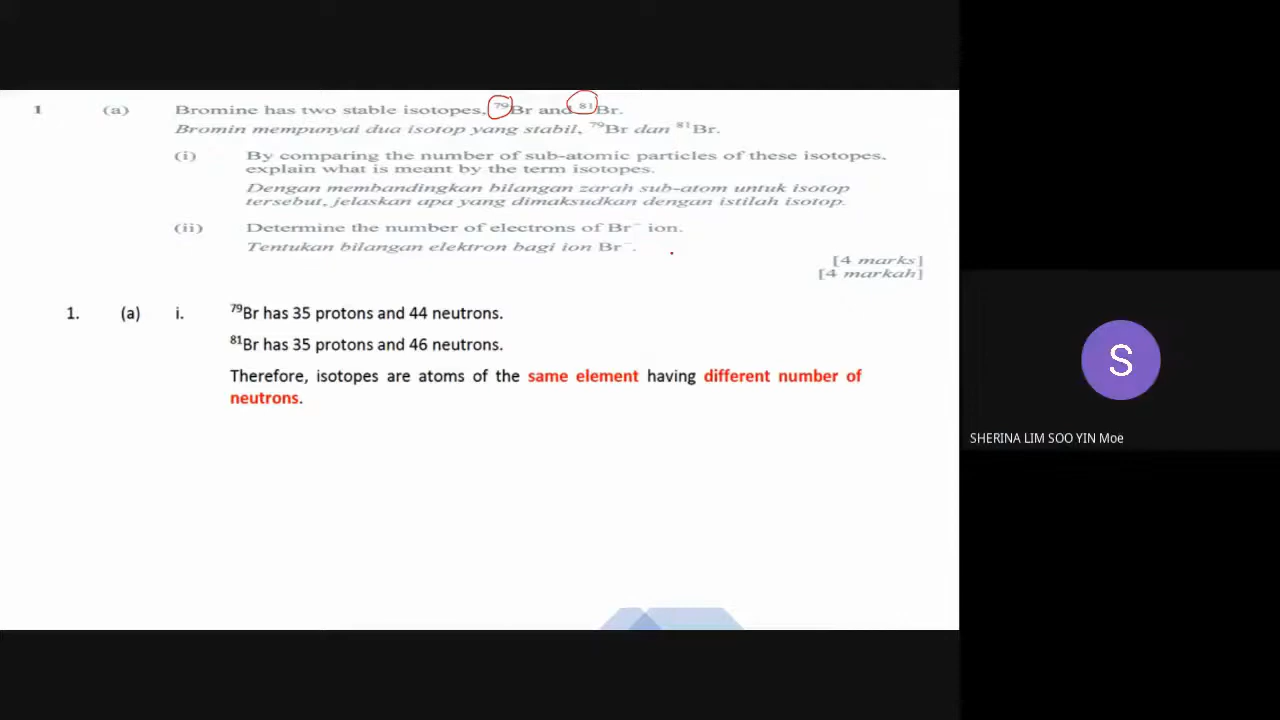 1 (a) Bromine has two stable isotopes, ⁷⁹Br and ⁸¹Br.
Bromin mempunyai dua isotop yang stabil, ⁷⁹Br dan ⁸¹Br.
(i) By comparing the number of sub-atomic particles of these isotopes,
explain what is meant by the term isotopes.
Dengan membandingkan bilangan zarah sub-atom untuk isotop
tersebut, jelaskan apa yang dimaksudkan dengan istilah isotop.
(ii) Determine the number of electrons of Br⁻ ion.
Tentukan bilangan elektron bagi ion Br⁻.
[4 marks]
[4 markah]
1. (a) i. ⁷⁹Br has 35 protons and 44 neutrons.
⁸¹Br has 35 protons and 46 neutrons.
Therefore, isotopes are atoms of the same element having different number of
neutrons.
S
SHERINA LIM SOO YIN Moe